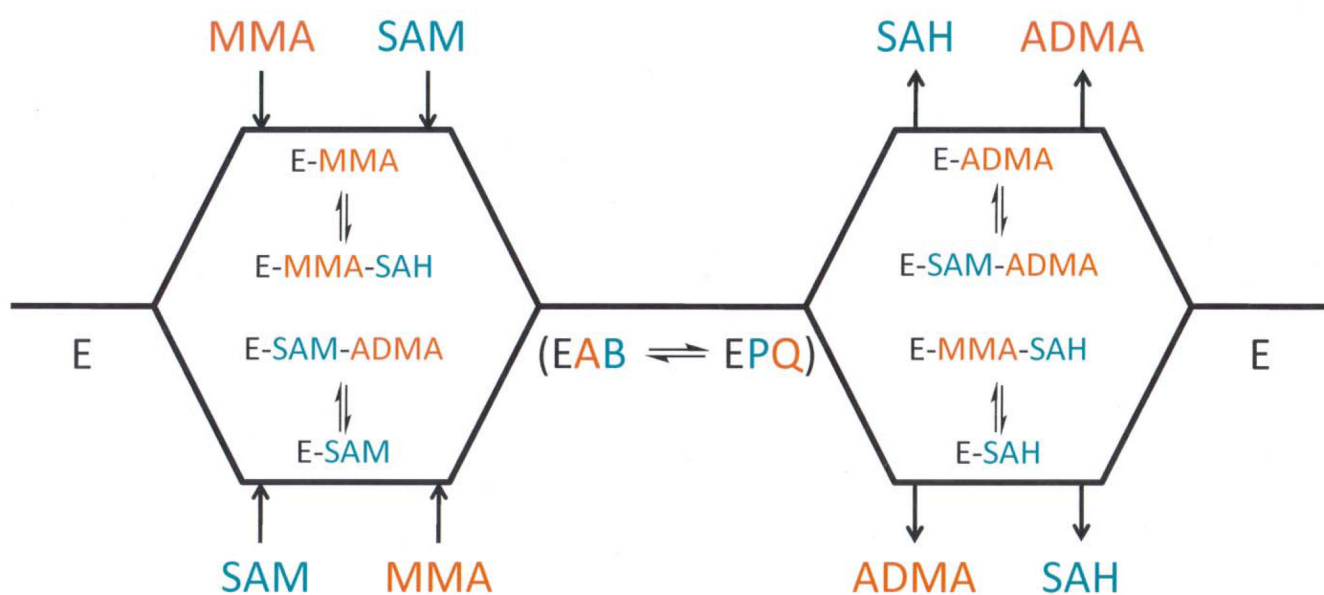 MMA SAM SAH ADMA
E-MMA E-ADMA
E-MMA-SAH E-SAM-ADMA
E E-SAM-ADMA (EAB ⇌ EPQ) E-MMA-SAH E
E-SAM E-SAH
SAM MMA ADMA SAH